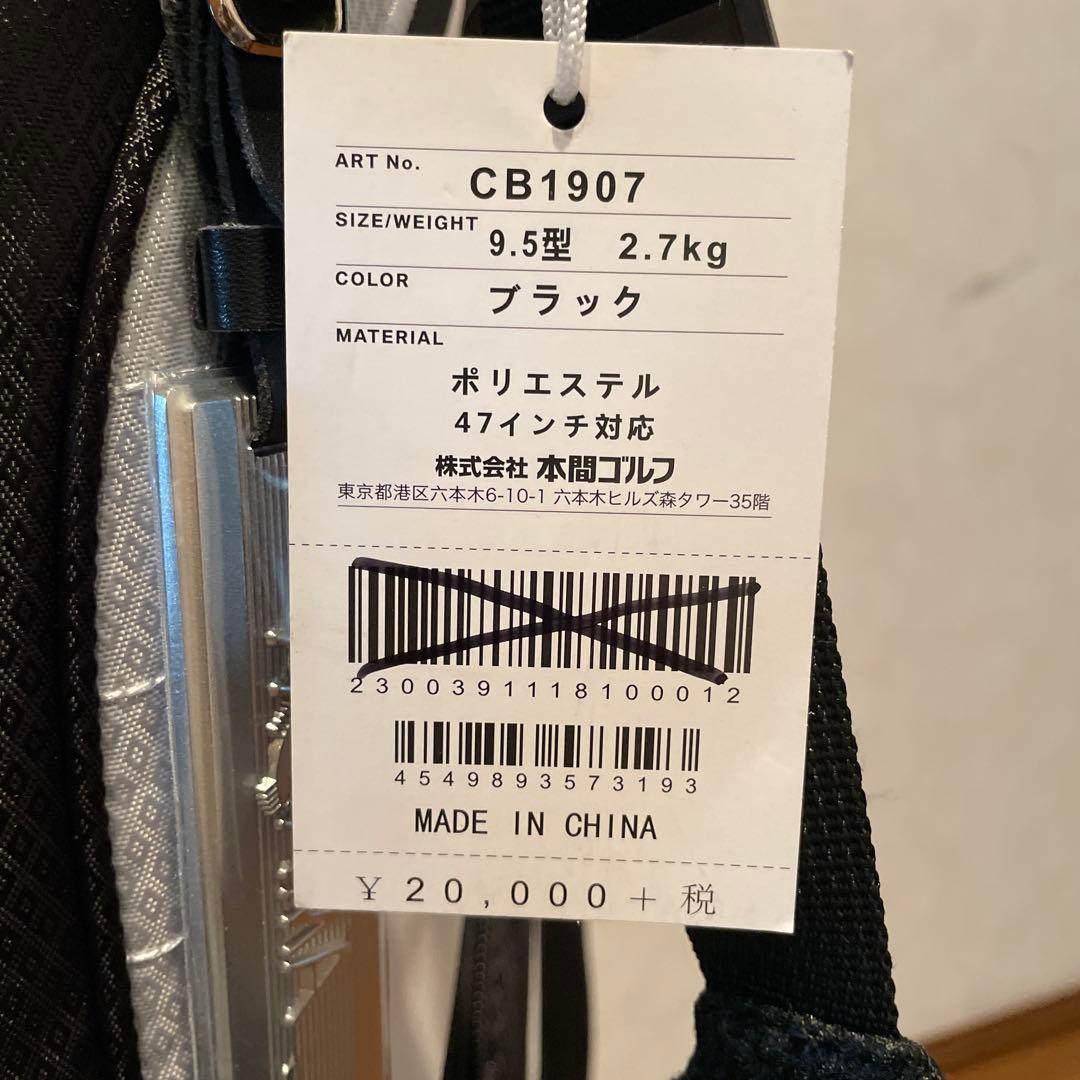 ART No. CB1907
SIZE/WEIGHT 9.5型 2.7kg
COLOR ブラック
MATERIAL
ポリエステル
47インチ対応
株式会社 本間ゴルフ
東京都港区六本木6-10-1 六本木ヒルズ森タワー35階
2300391118100012
4549893573193
MADE IN CHINA
¥20,000+税